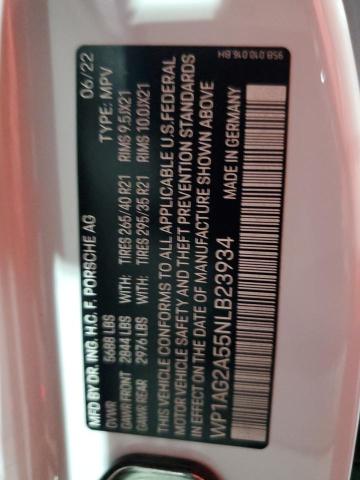 MFD BY DR. ING. H.C. F. PORSCHE AG 06/22
GVWR 5688 LBS TYPE: MPV
GAWR FRONT 2844 LBS WITH: TIRES 265/40 R21 RIMS 9.5JX21
GAWR REAR 2976 LBS WITH: TIRES 295/35 R21 RIMS 10.0JX21
THIS VEHICLE CONFORMS TO ALL APPLICABLE U.S. FEDERAL
MOTOR VEHICLE SAFETY AND THEFT PREVENTION STANDARDS
IN EFFECT ON THE DATE OF MANUFACTURE SHOWN ABOVE
WP1AG2A55NLB23934 MADE IN GERMANY
95B.010.016.BH